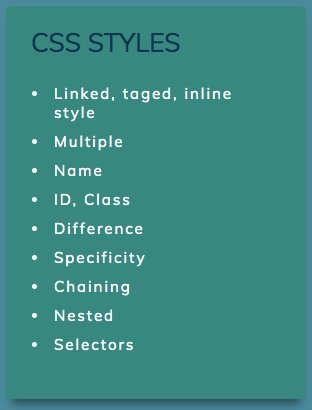 CSS STYLES
• Linked, taged, inline
style
• Multiple
• Name
• ID, Class
• Difference
• Specificity
• Chaining
• Nested
• Selectors